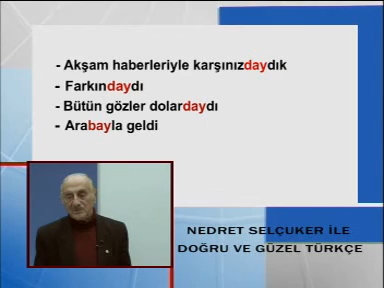 - Akşam haberleriyle karşınızdaydık
- Farkındaydı
- Bütün gözler dolardaydı
- Arabayla geldi
NEDRET SELÇUKER İLE
DOĞRU VE GÜZEL TÜRKÇE